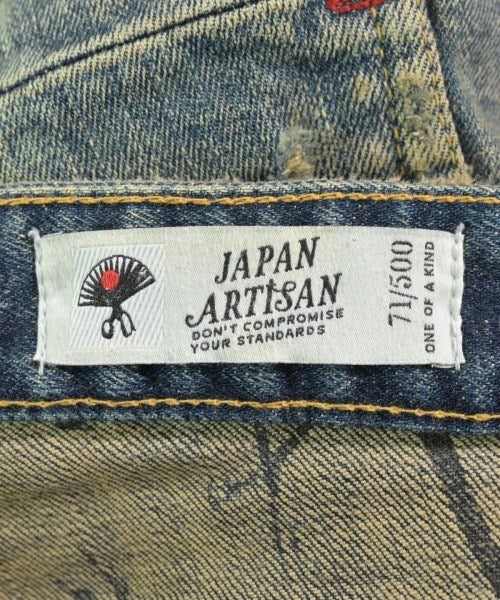 JAPAN
ARTISAN
DON'T COMPROMISE
YOUR STANDARDS
71/500
ONE OF A KIND